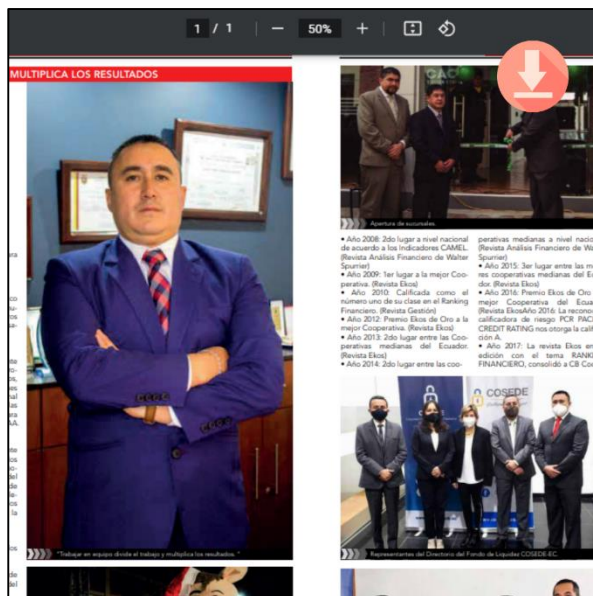 1 / 1 | — 50% +
MULTIPLICA LOS RESULTADOS
"Trabajar en equipo divide el trabajo y multiplica los resultados. "
CAC
Apertura de sucursales
• Año 2008: 2do lugar a nivel nacional
de acuerdo a los Indicadores CAMEL.
(Revista Análisis Financiero de Walter
Spurrier)
• Año 2009: 1er lugar a la mejor Coo-
perativa. (Revista Ekos)
• Año 2010: Calificada como el
número uno de su clase en el Ranking
Financiero. (Revista Gestión)
• Año 2012: Premio Ekos de Oro a la
mejor Cooperativa. (Revista Ekos)
• Año 2013: 2do lugar entre las Coo-
perativas medianas del Ecuador.
(Revista Ekos)
• Año 2014: 2do lugar entre las coo-
perativas medianas a nivel nacio
(Revista Análisis Financiero de Wa
Spurrier)
• Año 2015: 3er lugar entre las m
res cooperativas medianas del E
dor. (Revista Ekos)
• Año 2016: Premio Ekos de Oro
mejor Cooperativa del Ecua
(Revista EkosAño 2016: La recono
calificadora de riesgo PCR PAC
CREDIT RATING nos otorga la cali
ción A.
• Año 2017: La revista Ekos en
edición con el tema RANK
FINANCIERO, consolidó a CB Coo
COSEDE
Representantes del Directorio del Fondo de Liquidez COSEDE-EC.